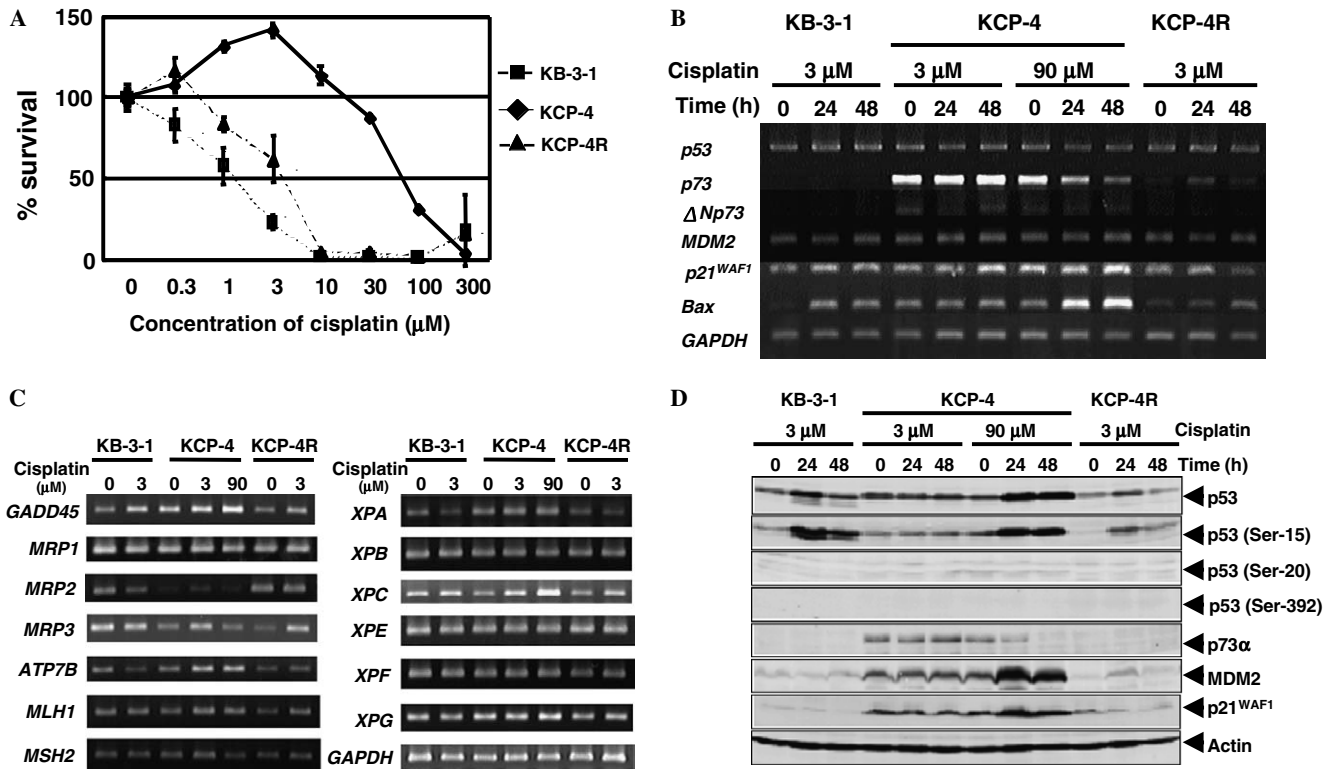 A
150
100
50
0
% survival
0 0.3 1 3 10 30 100 300
Concentration of cisplatin (μM)
KB-3-1
KCP-4
KCP-4R
B
KB-3-1 KCP-4 KCP-4R
Cisplatin 3 μM 3 μM 90 μM 3 μM
Time (h) 0 24 48 0 24 48 0 24 48 0 24 48
p53
p73
ΔNp73
MDM2
p21WAF1
Bax
GAPDH
C
KB-3-1 KCP-4 KCP-4R
Cisplatin
(μM) 0 3 0 3 90 0 3
GADD45
MRP1
MRP2
MRP3
ATP7B
MLH1
MSH2
KB-3-1 KCP-4 KCP-4R
Cisplatin
(μM) 0 3 0 3 90 0 3
XPA
XPB
XPC
XPE
XPF
XPG
GAPDH
D
KB-3-1 KCP-4 KCP-4R
3 μM 3 μM 90 μM 3 μM Cisplatin
0 24 48 0 24 48 0 24 48 0 24 48 Time (h)
p53
p53 (Ser-15)
p53 (Ser-20)
p53 (Ser-392)
p73α
MDM2
p21WAF1
Actin